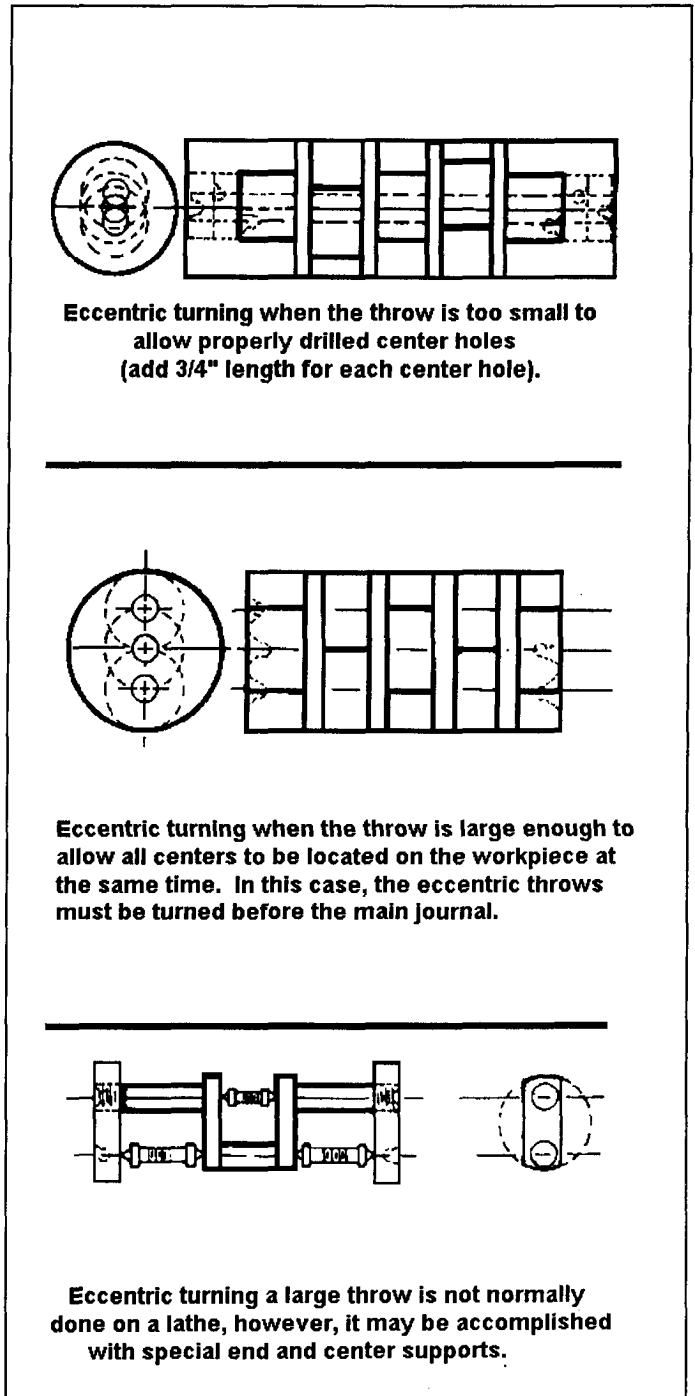 Eccentric turning when the throw is too small to
allow properly drilled center holes
(add 3/4" length for each center hole).
Eccentric turning when the throw is large enough to
allow all centers to be located on the workpiece at
the same time. In this case, the eccentric throws
must be turned before the main journal.
Eccentric turning a large throw is not normally
done on a lathe, however, it may be accomplished
with special end and center supports.